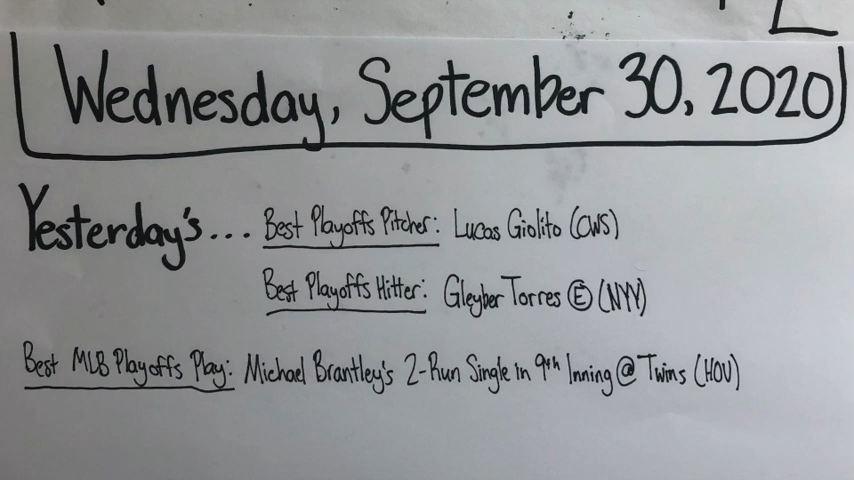 Wednesday, September 30, 2020
Yesterday's... Best Playoffs Pitcher: Lucas Giolito (CWS)
Best Playoffs Hitter: Gleyber Torres Ⓔ (NYY)
Best MLB Playoffs Play: Michael Brantley's 2-Run Single in 9th Inning @ Twins (HOU)